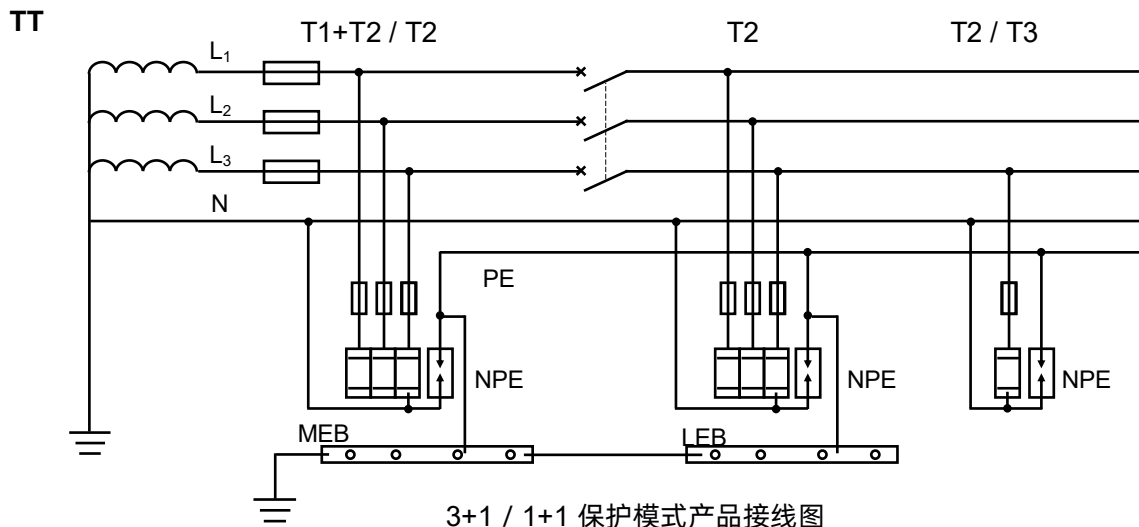 TT
T1+T2 / T2
T2
T2 / T3
L₁
L₂
L₃
N
PE
NPE
NPE
NPE
MEB
LEB
3+1 / 1+1 保护模式产品接线图